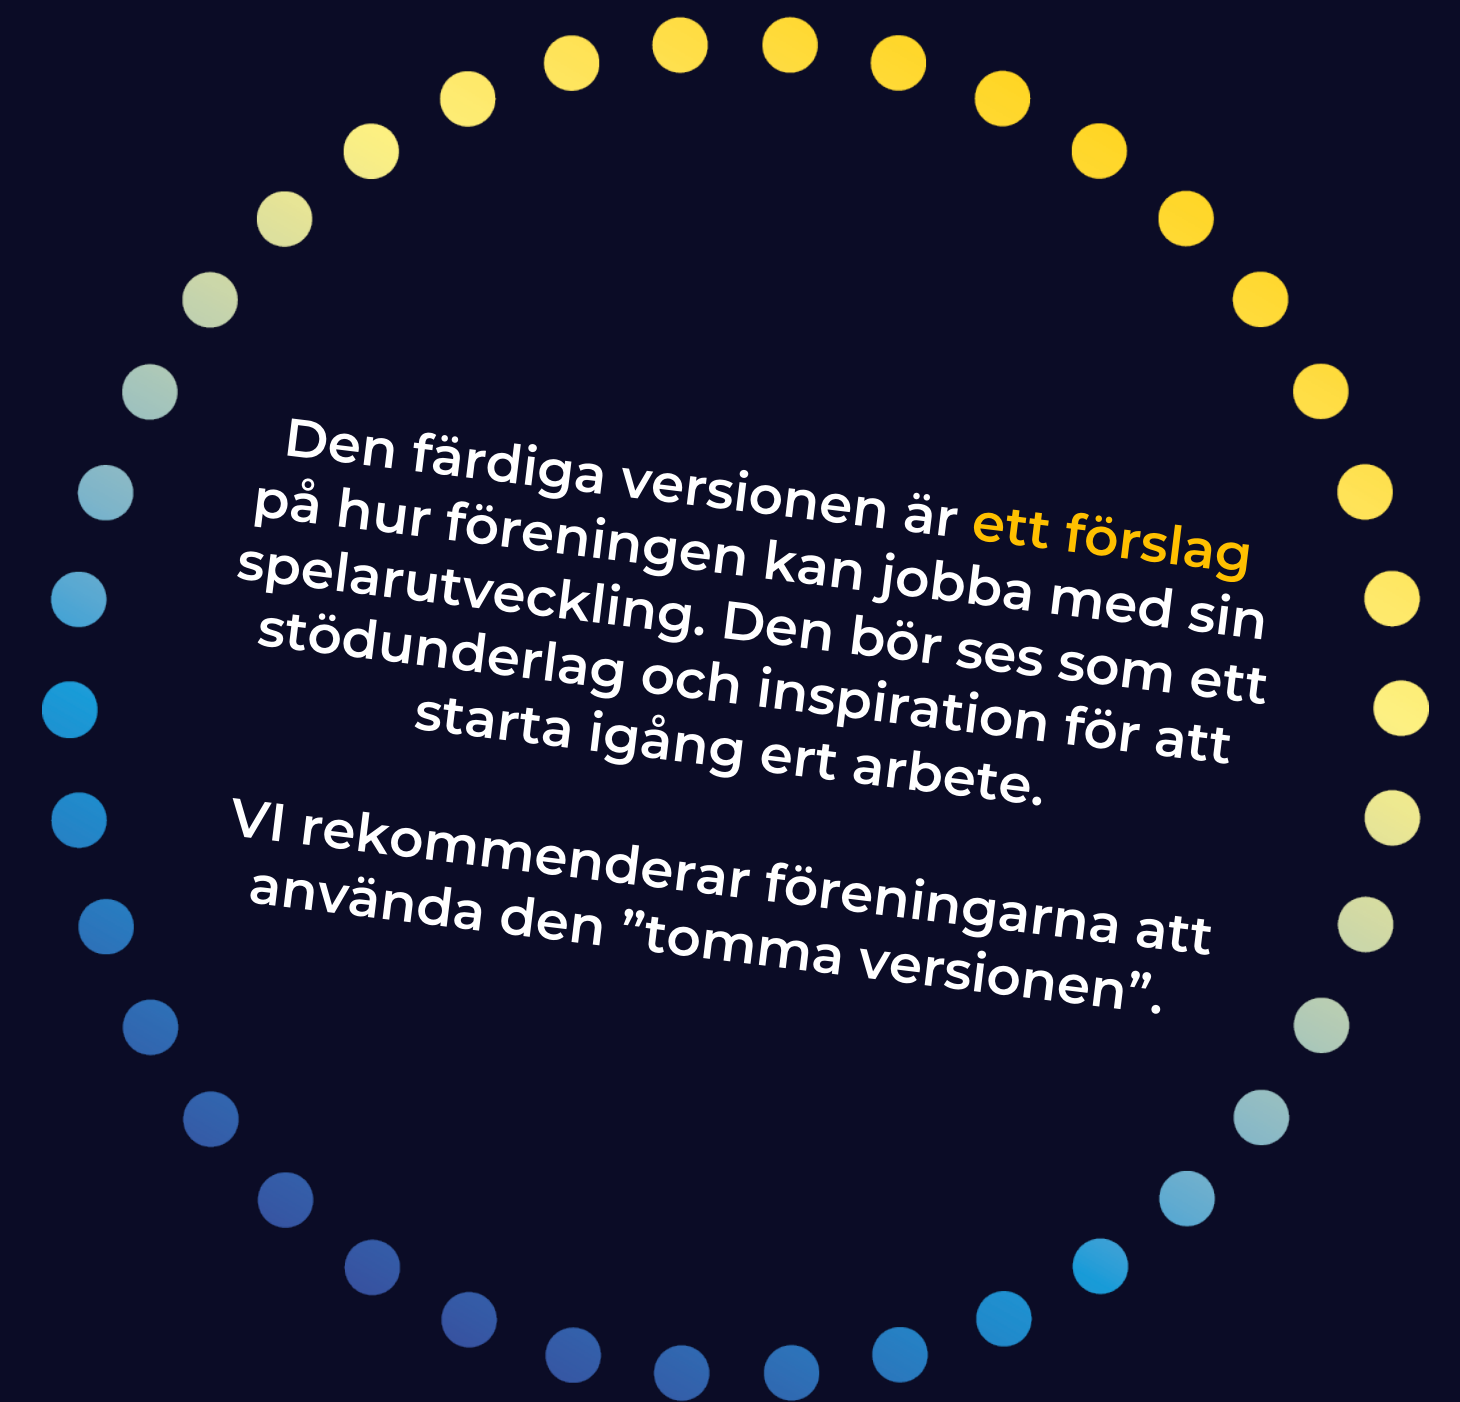 Den färdiga versionen är ett förslag
på hur föreningen kan jobba med sin
spelarutveckling. Den bör ses som ett
stödunderlag och inspiration för att
starta igång ert arbete.
VI rekommenderar föreningarna att
använda den ”tomma versionen”.